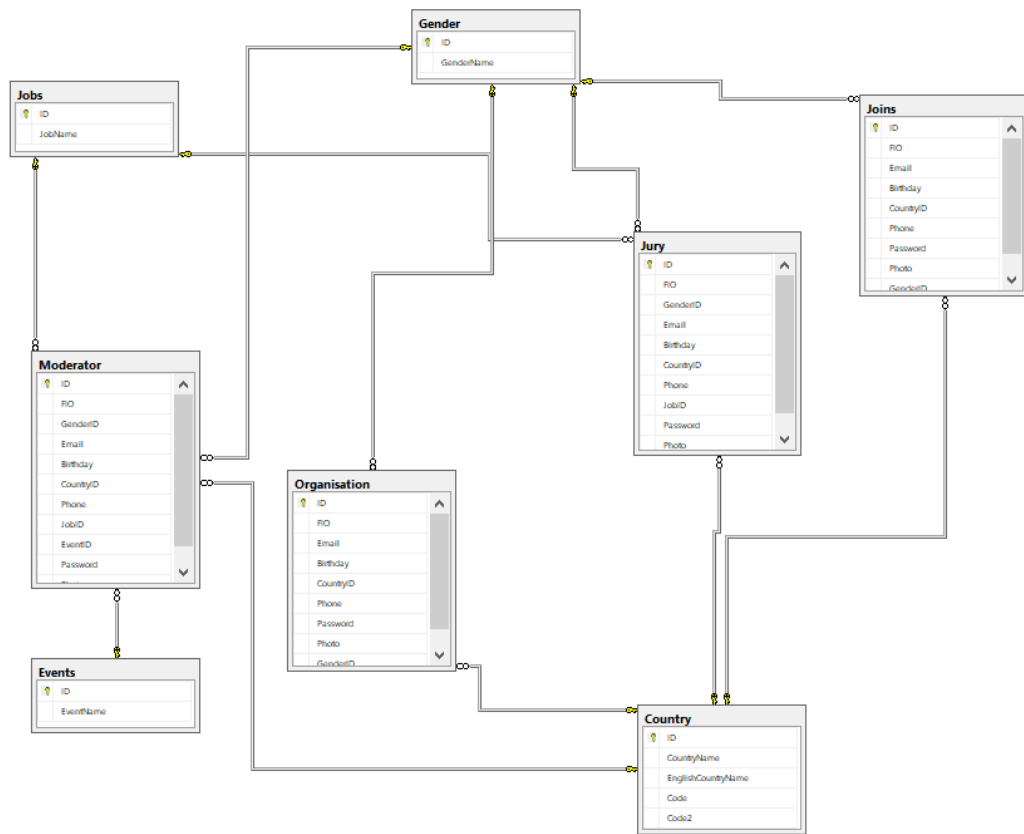 Gender
ID
GenderName
Jobs
ID
JobName
Joins
ID
FIO
Email
Birthday
CountryID
Phone
Password
Photo
GenderID
Jury
ID
FIO
GenderID
Email
Birthday
CountryID
Phone
JobID
Password
Photo
Moderator
ID
FIO
GenderID
Email
Birthday
CountryID
Phone
JobID
EventID
Password
Organisation
ID
FIO
Email
Birthday
CountryID
Phone
Password
Photo
GenderID
Events
ID
EventName
Country
ID
CountryName
EnglishCountryName
Code
Code2